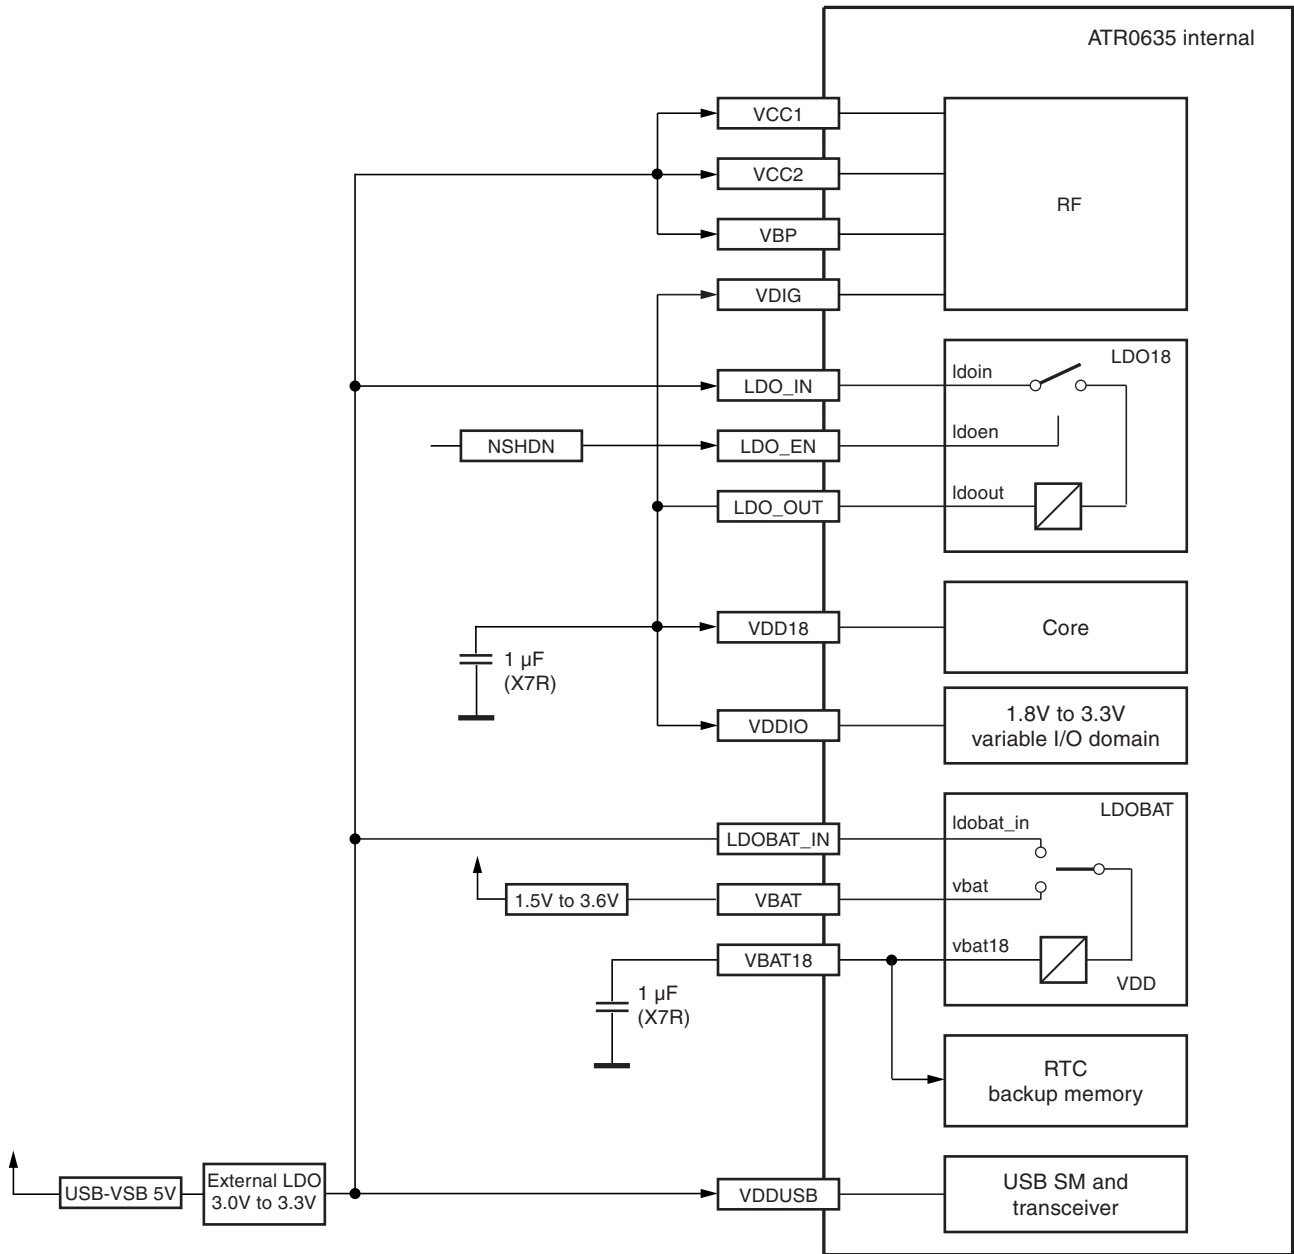 ATR0635 internal
VCC1
VCC2
RF
VBP
VDIG
LDO18
ldoin
LDO_IN
ldoen
NSHDN
LDO_EN
ldoout
LDO_OUT
VDD18
Core
1 µF
(X7R)
VDDIO
1.8V to 3.3V
variable I/O domain
LDOBAT
ldobat_in
LDOBAT_IN
vbat
1.5V to 3.6V
VBAT
vbat18
VBAT18
VDD
1 µF
(X7R)
RTC
backup memory
USB-VSB 5V
External LDO
3.0V to 3.3V
VDDUSB
USB SM and
transceiver